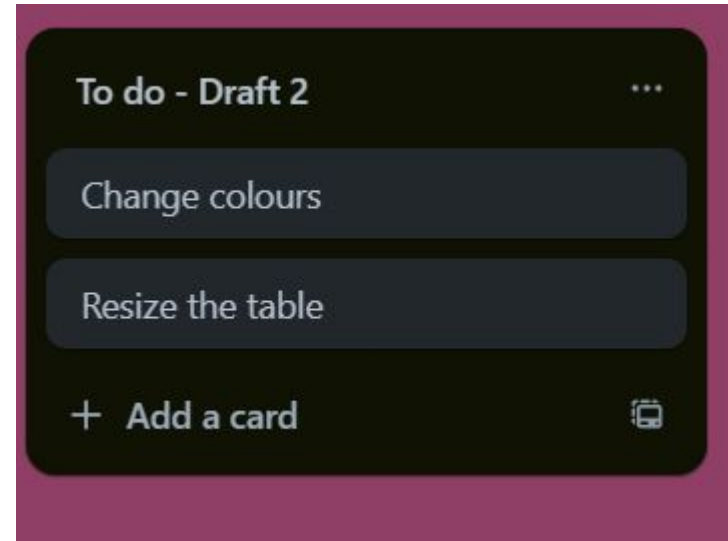 To do - Draft 2
Change colours
Resize the table
+ Add a card